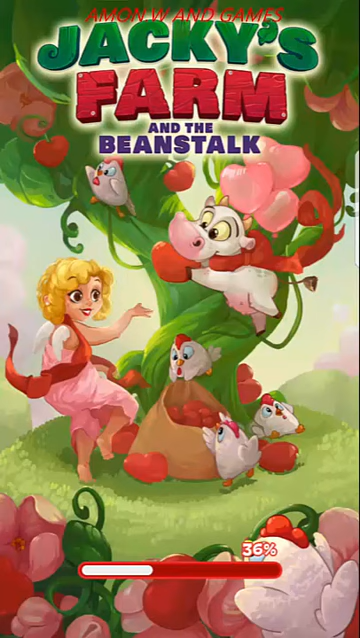 AMON W AND GAMES
JACKY'S
FARM
AND THE
BEANSTALK
36%